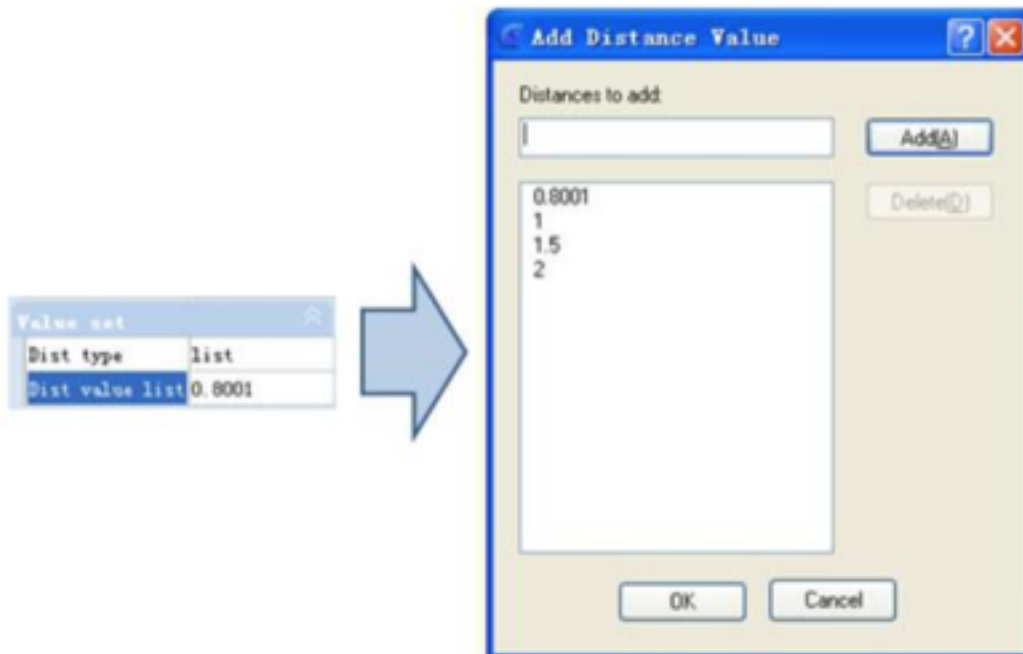 Value set
Dist type list
Dist value list 0.8001
Add Distance Value
Distances to add:
Add(A)
0.8001
Delete(D)
1
1.5
2
OK Cancel